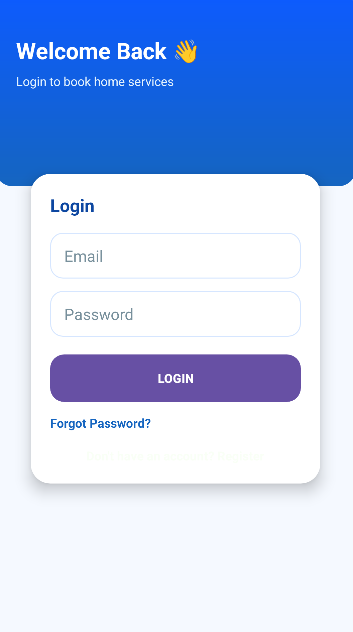 Welcome Back 👋
Login to book home services
Login
Email
Password
LOGIN
Forgot Password?